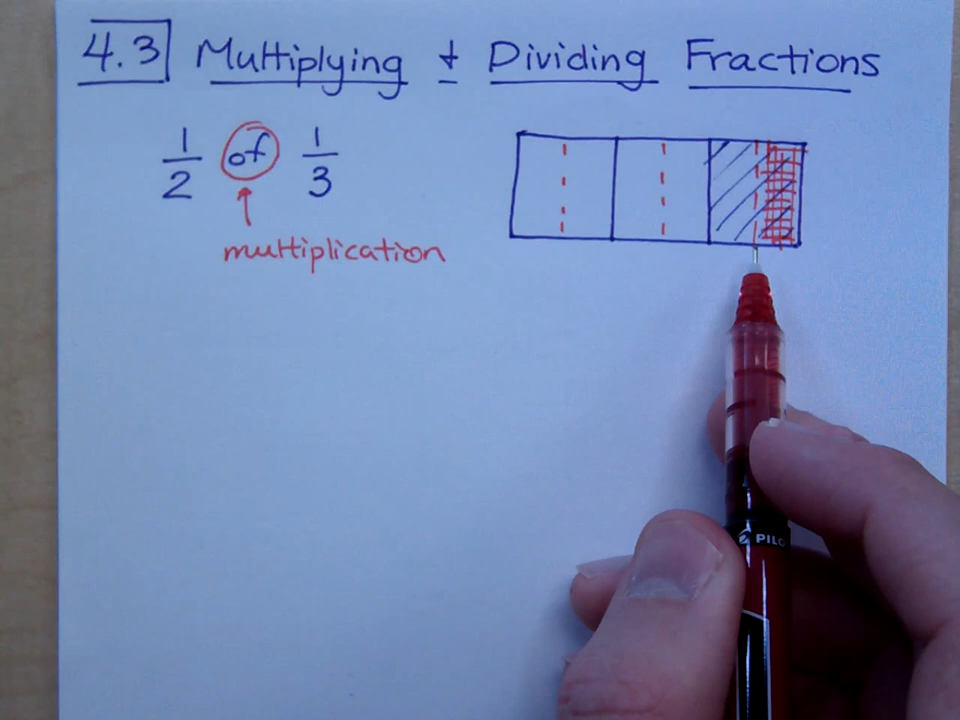 4.3 Multiplying + Dividing Fractions
1/2 of 1/3
multiplication
PILO